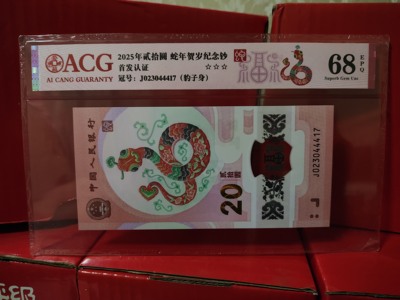 ACG
AI CANG GUARANTY
2025年贰拾圆 蛇年贺岁纪念钞
首发认证
☆☆☆
冠号：J023044417（豹子身）
福
68
EPQ
Superb Gem Unc
中国人民银行
20
贰拾圆
J023044417